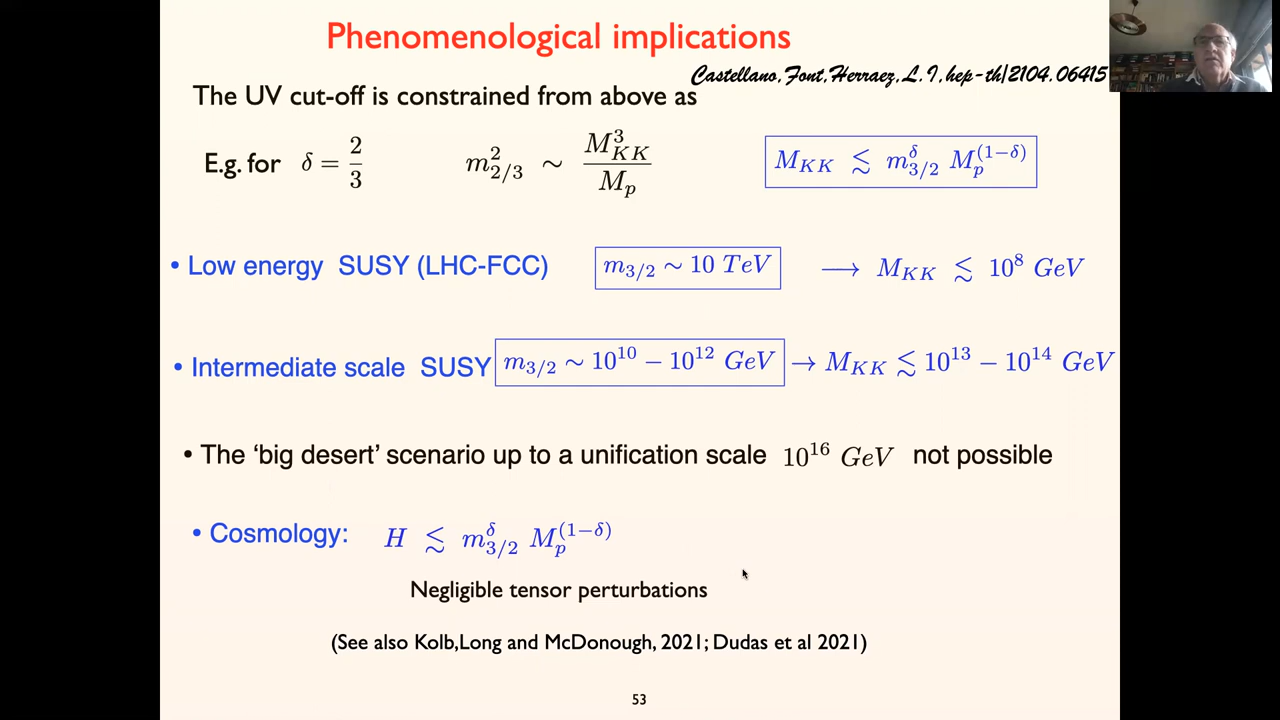 Phenomenological implications
Castellano, Font, Herraez, L. I, hep-th/2104.06415
The UV cut-off is constrained from above as
E.g. for δ = 2/3 m_{2/3}^2 ∼ M_{KK}^3 / M_p M_{KK} ≲ m_{3/2}^δ M_p^{(1−δ)}
• Low energy SUSY (LHC-FCC) m_{3/2} ∼ 10 TeV ⟶ M_{KK} ≲ 10^8 GeV
• Intermediate scale SUSY m_{3/2} ∼ 10^{10} − 10^{12} GeV → M_{KK} ≲ 10^{13} − 10^{14} GeV
• The ‘big desert’ scenario up to a unification scale 10^{16} GeV not possible
• Cosmology: H ≲ m_{3/2}^δ M_p^{(1−δ)}
Negligible tensor perturbations
(See also Kolb,Long and McDonough, 2021; Dudas et al 2021)
53